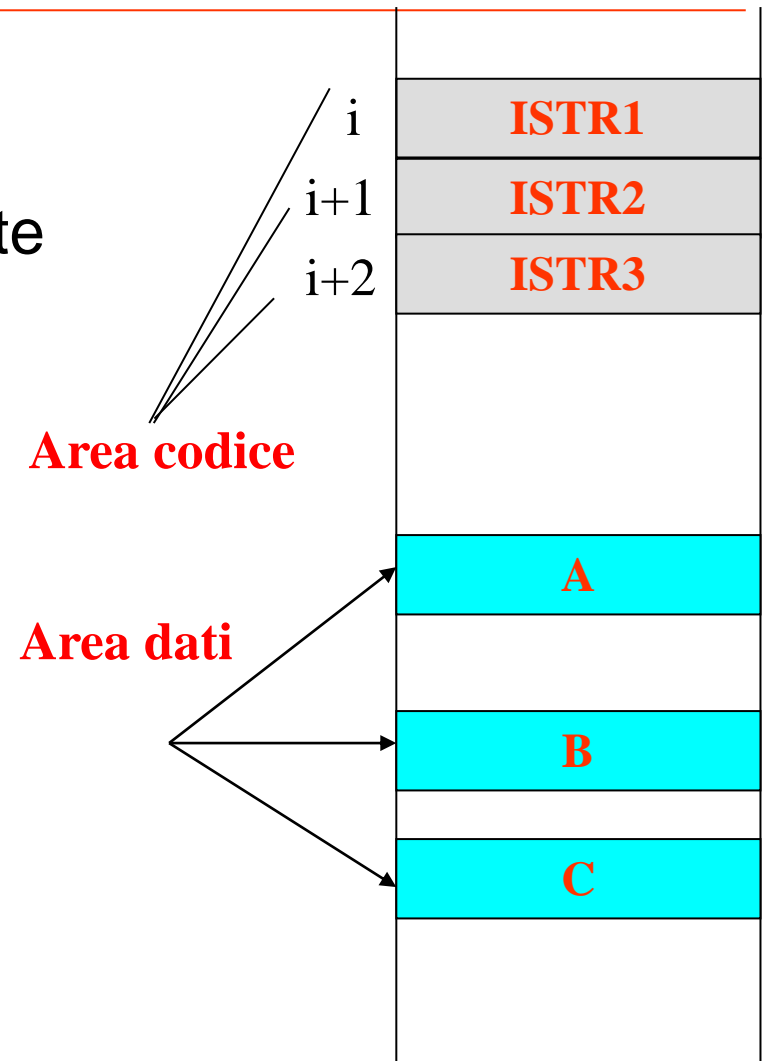 i ISTR1
i+1 ISTR2
te
i+2 ISTR3
Area codice
A
Area dati
B
C